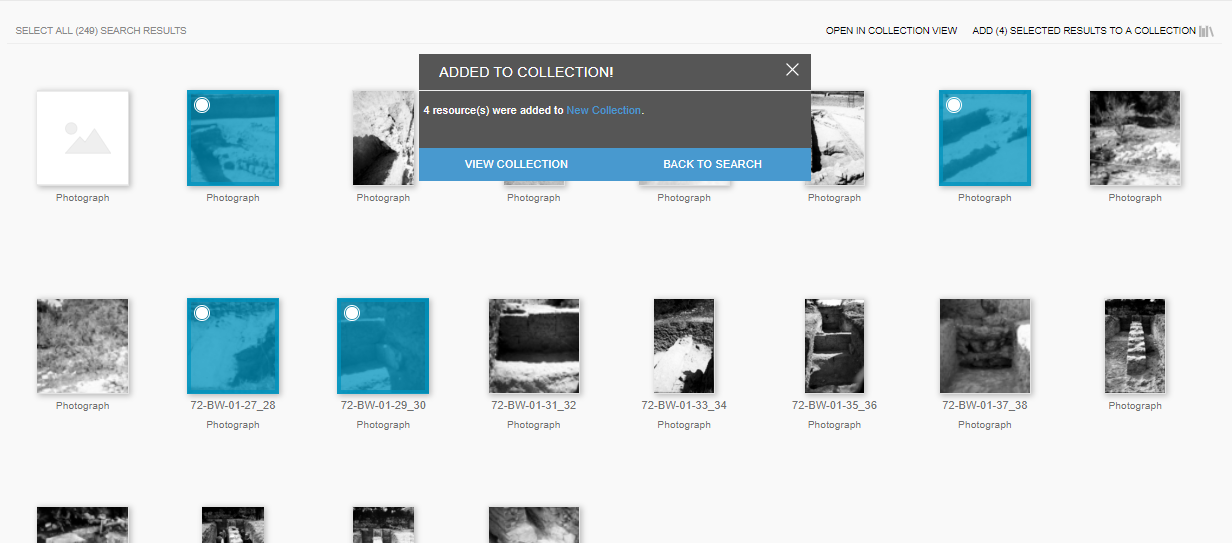 SELECT ALL (249) SEARCH RESULTS
OPEN IN COLLECTION VIEW
ADD (4) SELECTED RESULTS TO A COLLECTION
ADDED TO COLLECTION!
4 resource(s) were added to New Collection.
VIEW COLLECTION
BACK TO SEARCH
Photograph
Photograph
Photograph
Photograph
Photograph
Photograph
Photograph
Photograph
Photograph
72-BW-01-27_28
Photograph
72-BW-01-29_30
Photograph
72-BW-01-31_32
Photograph
72-BW-01-33_34
Photograph
72-BW-01-35_36
Photograph
72-BW-01-37_38
Photograph
Photograph